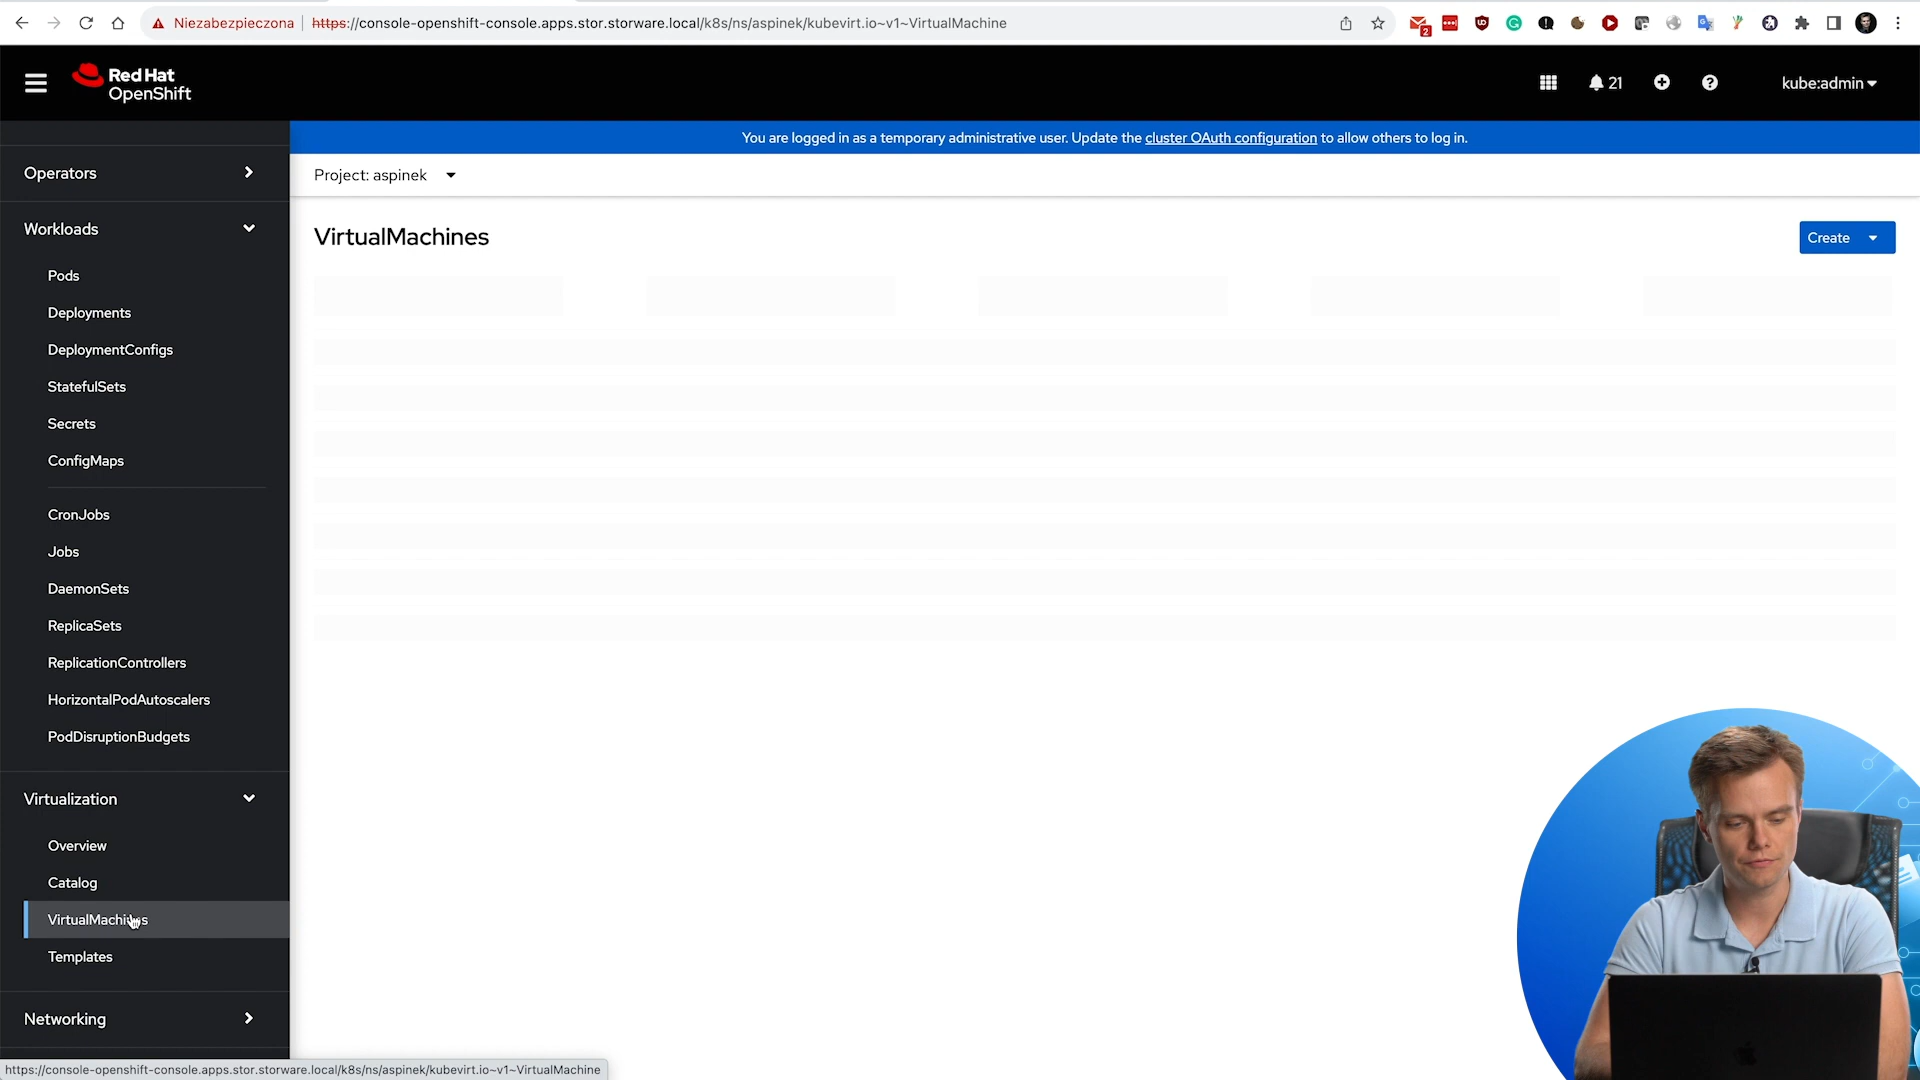 Niezabezpieczona
https://console-openshift-console.apps.stor.storware.local/k8s/ns/aspinek/kubevirt.io~v1~VirtualMachine
2
Red Hat
OpenShift
21
kube:admin
You are logged in as a temporary administrative user. Update the cluster OAuth configuration to allow others to log in.
Project: aspinek
VirtualMachines
Create
Operators
Workloads
Pods
Deployments
DeploymentConfigs
StatefulSets
Secrets
ConfigMaps
CronJobs
Jobs
DaemonSets
ReplicaSets
ReplicationControllers
HorizontalPodAutoscalers
PodDisruptionBudgets
Virtualization
Overview
Catalog
VirtualMachines
Templates
Networking
https://console-openshift-console.apps.stor.storware.local/k8s/ns/aspinek/kubevirt.io~v1~VirtualMachine